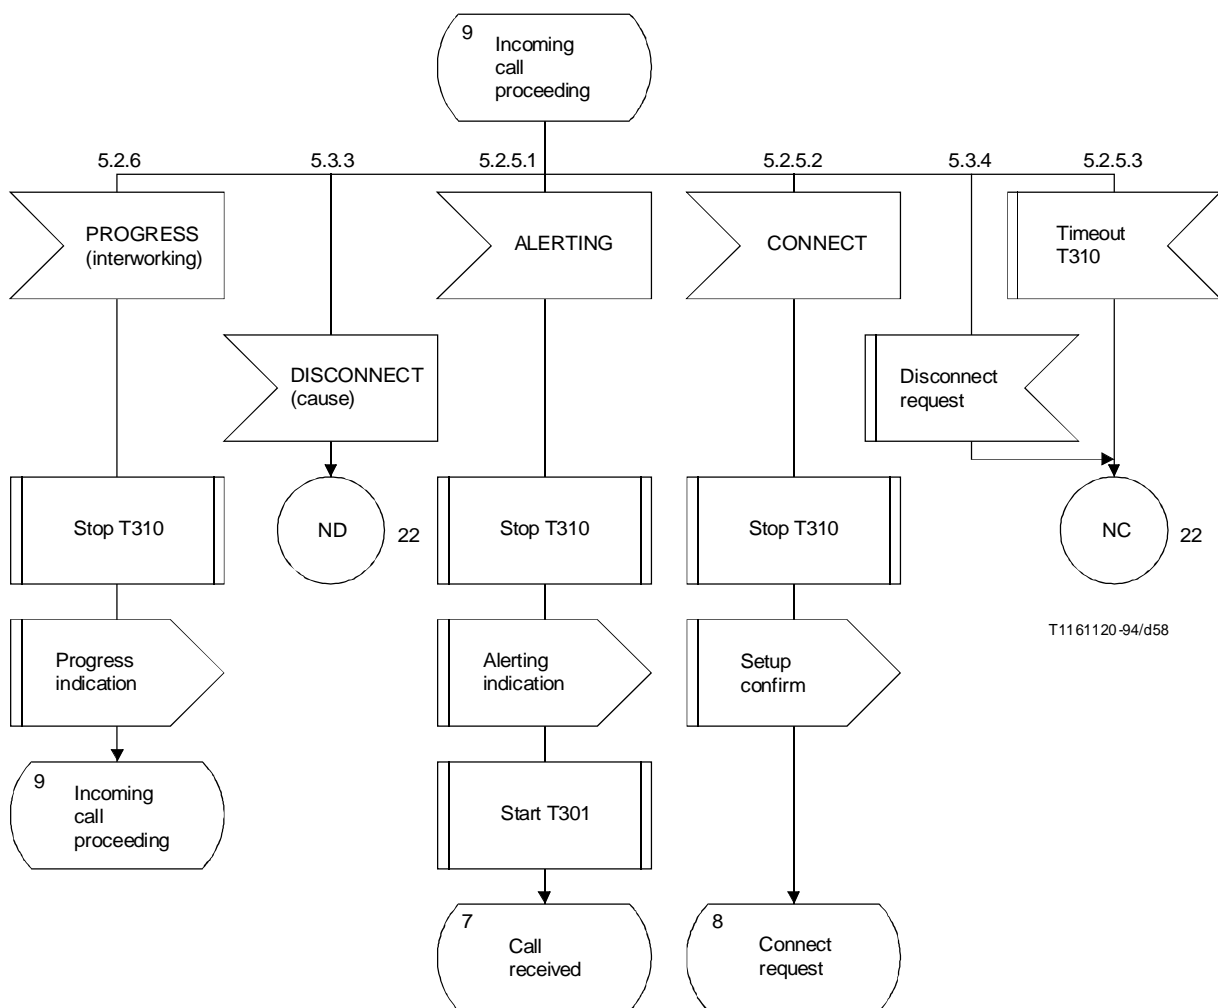 9
Incoming
call
proceeding
5.2.6
5.3.3
5.2.5.1
5.2.5.2
5.3.4
5.2.5.3
PROGRESS
(interworking)
ALERTING
CONNECT
Timeout
T310
DISCONNECT
(cause)
Disconnect
request
Stop T310
ND
22
Stop T310
Stop T310
NC
22
T1161120-94/d58
Progress
indication
Alerting
indication
Setup
confirm
9
Incoming
call
proceeding
Start T301
7
Call
received
8
Connect
request